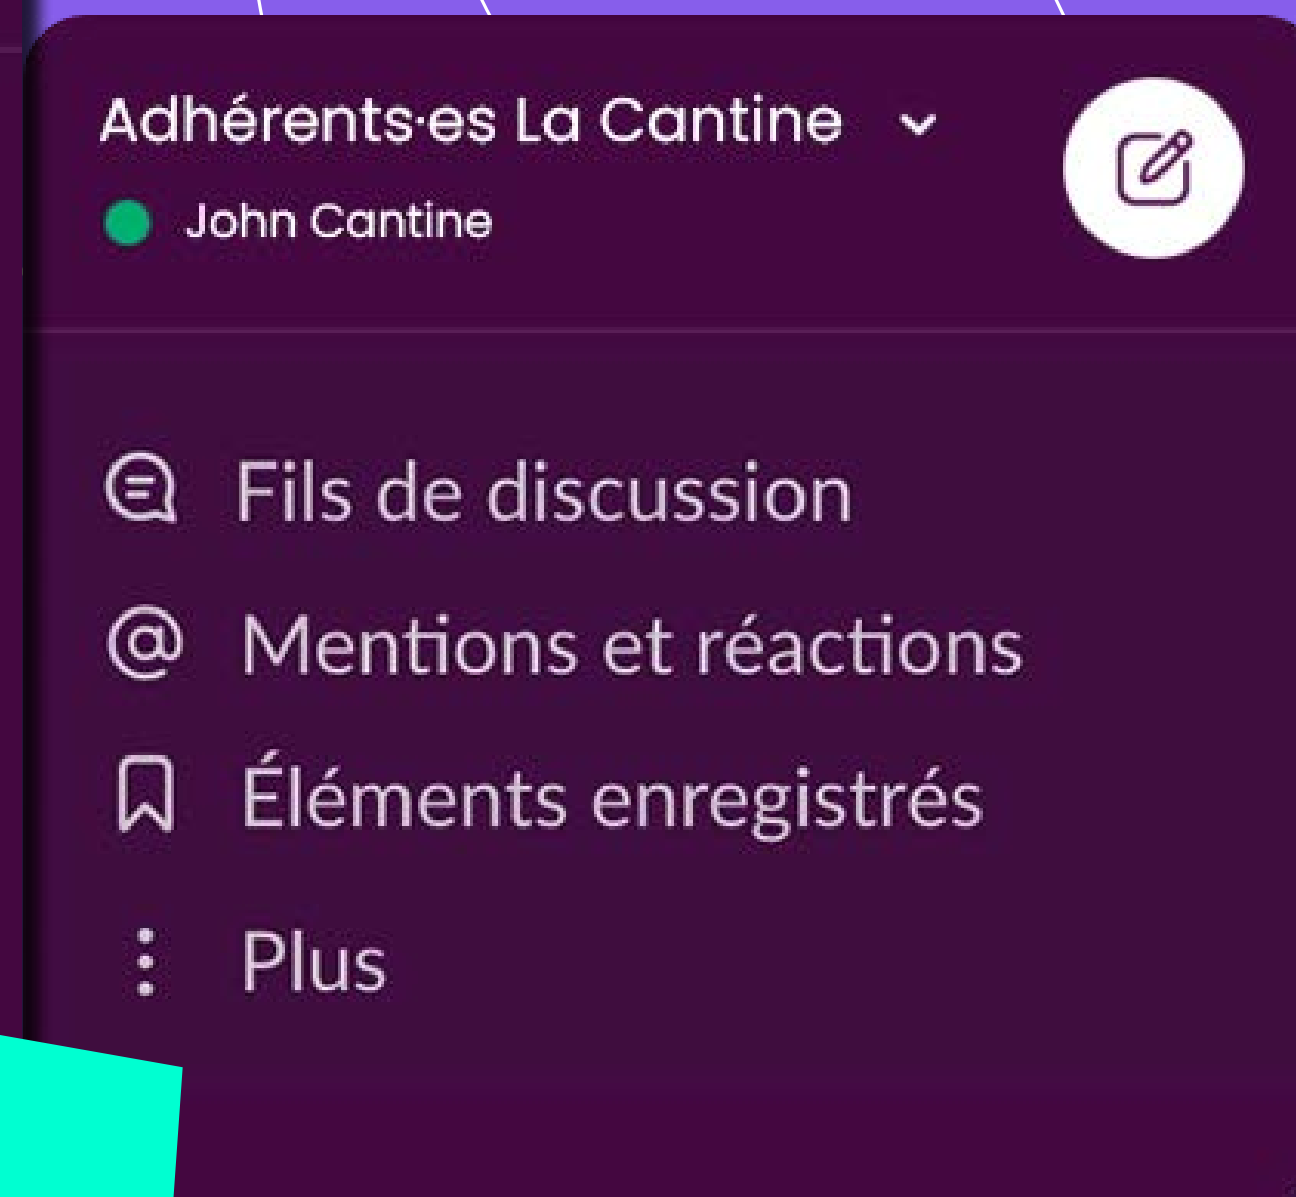 Adhérents·es La Cantine
John Cantine
Fils de discussion
Mentions et réactions
Éléments enregistrés
Plus